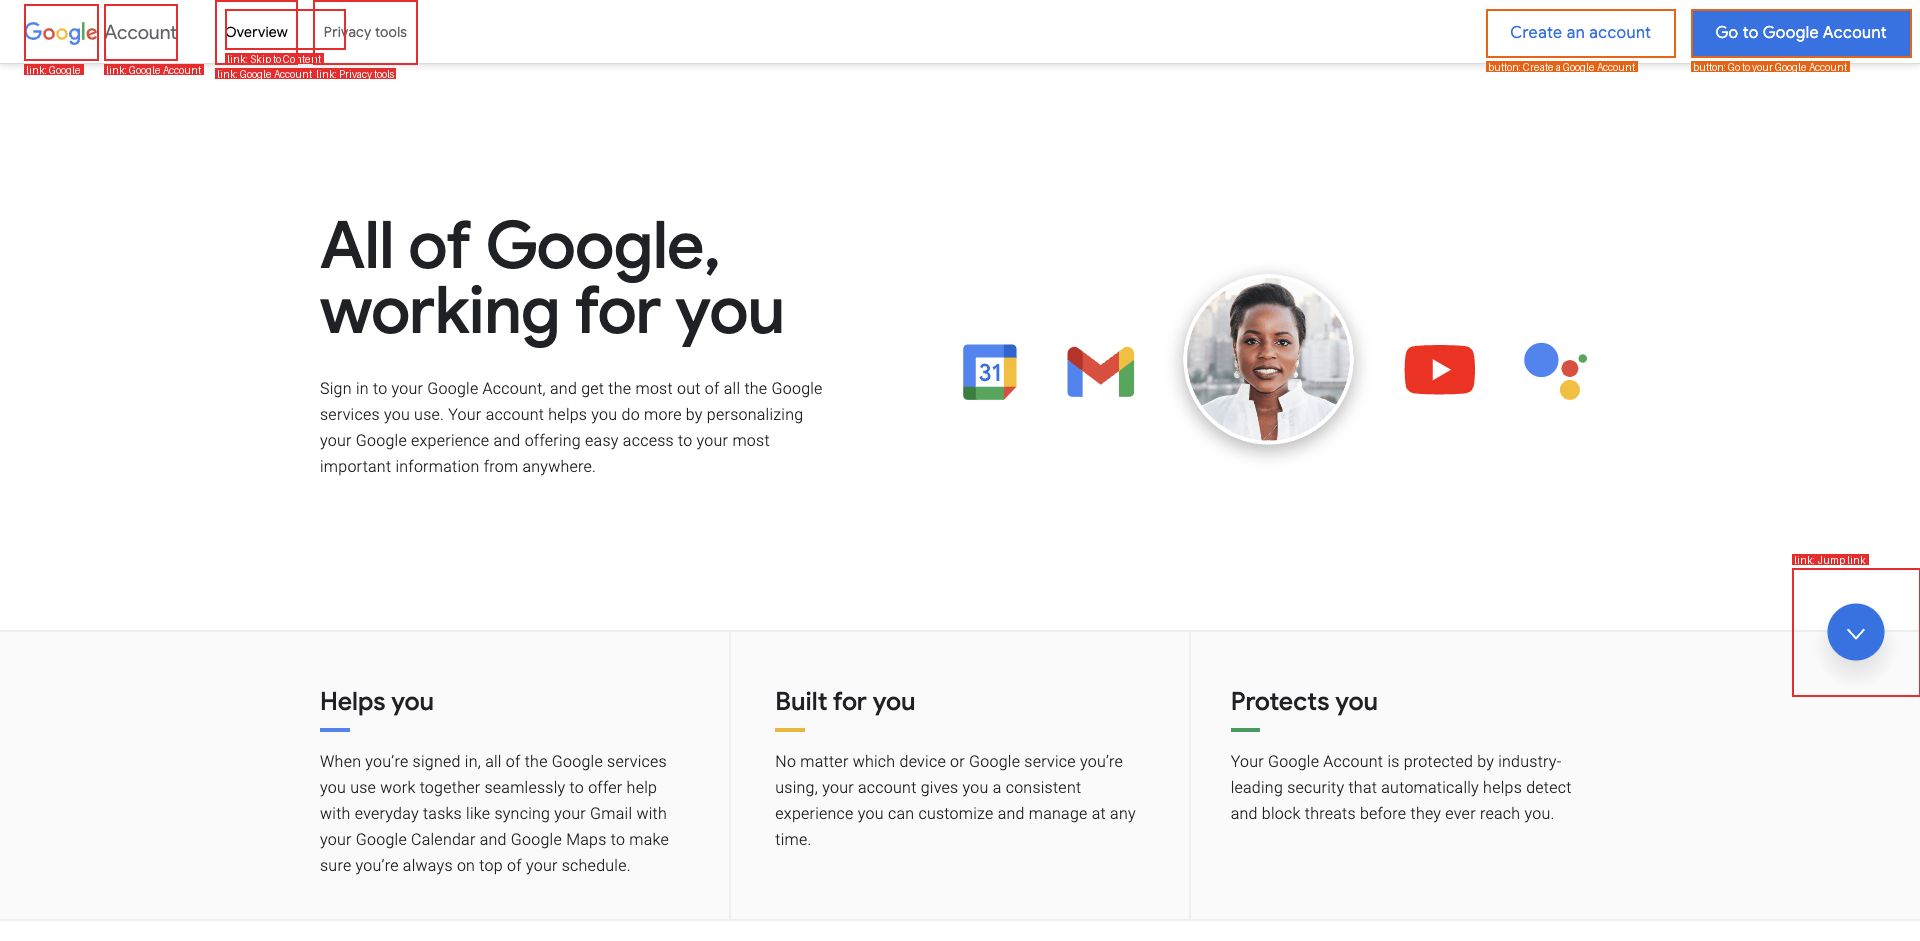 Google Account
Overview
Privacy tools
Create an account
Go to Google Account
link: Google
link: Google Account
link: Skip to Content
link: Google Account
link: Privacy tools
button: Create a Google Account
button: Go to your Google Account
All of Google,
working for you
Sign in to your Google Account, and get the most out of all the Google
services you use. Your account helps you do more by personalizing
your Google experience and offering easy access to your most
important information from anywhere.
31
link: Jump link
Helps you
When you’re signed in, all of the Google services
you use work together seamlessly to offer help
with everyday tasks like syncing your Gmail with
your Google Calendar and Google Maps to make
sure you’re always on top of your schedule.
Built for you
No matter which device or Google service you’re
using, your account gives you a consistent
experience you can customize and manage at any
time.
Protects you
Your Google Account is protected by industry-
leading security that automatically helps detect
and block threats before they ever reach you.